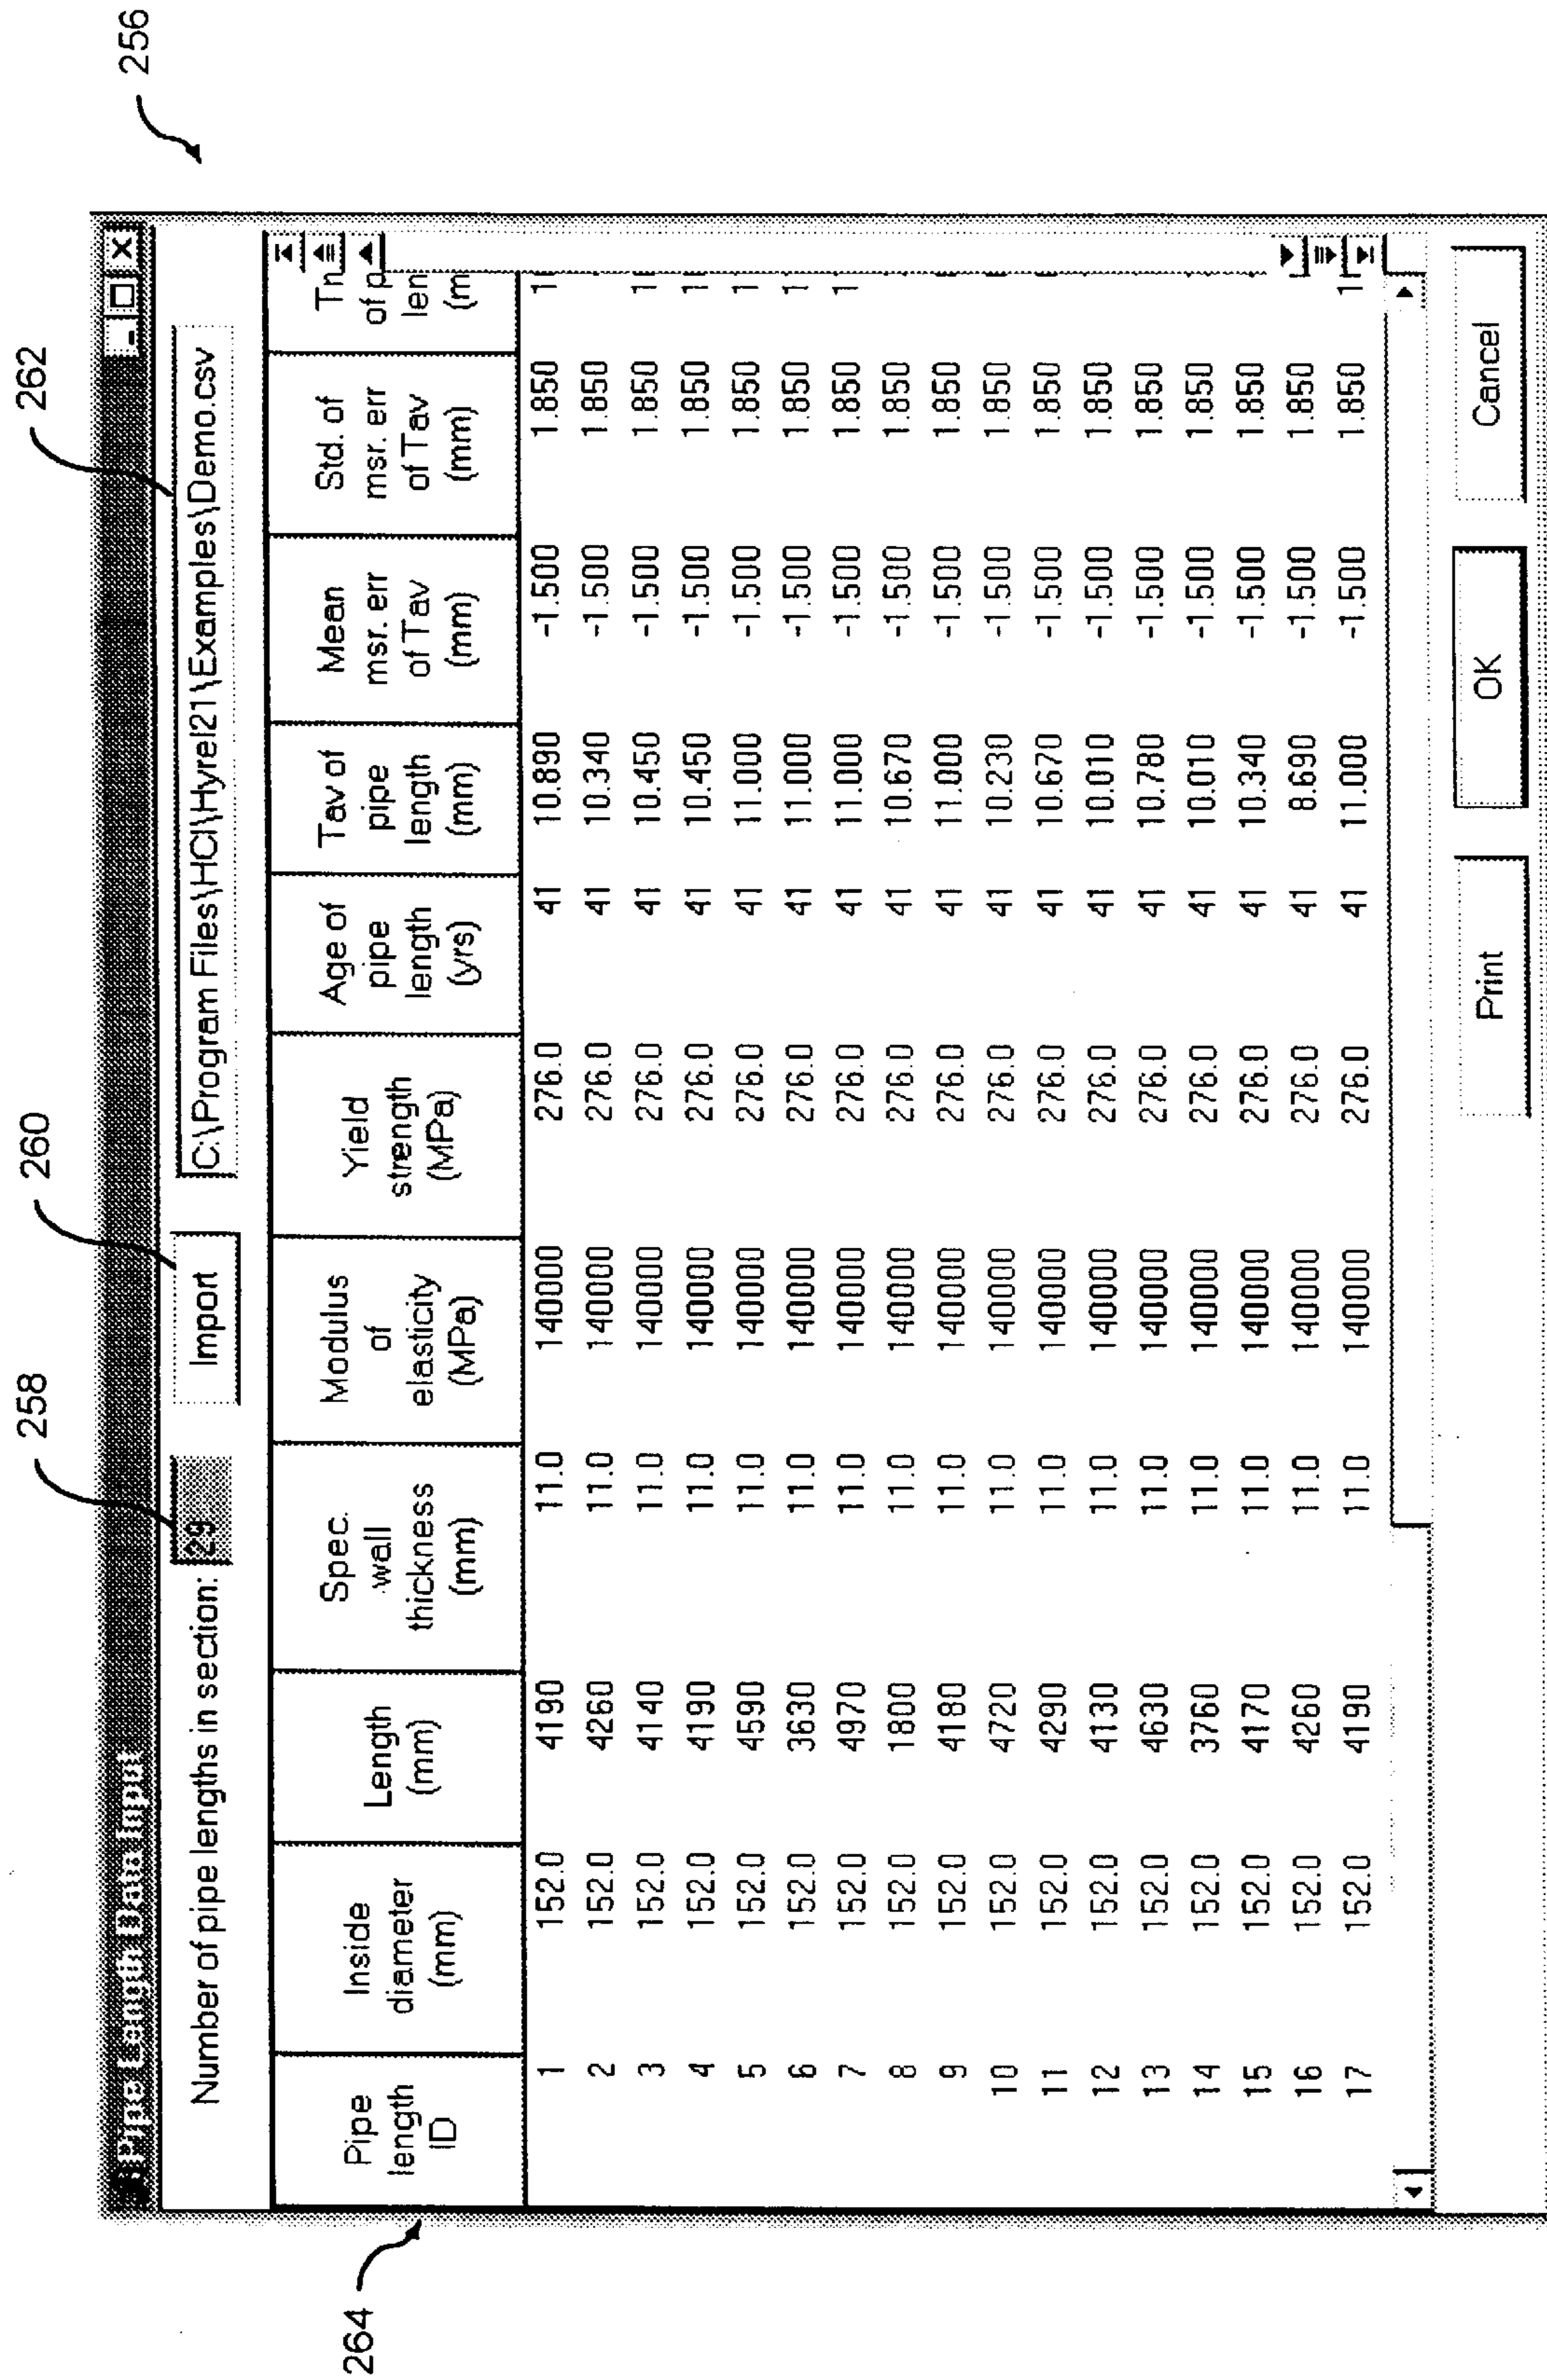 256
262
260
258
264
Pipe Length Data Input
Number of pipe lengths in section: 29 Import C:\Program Files\HCI\Hyrel21\Examples\Demo.csv
Pipe length ID Inside diameter (mm) Length (mm) Spec. wall thickness (mm) Modulus of elasticity (MPa) Yield strength (MPa) Age of pipe length (yrs) Tav of pipe length (mm) Mean msr. err of Tav (mm) Std. of msr. err of Tav (mm) Tn of p len (m
1 152.0 4190 11.0 140000 276.0 41 10.890 -1.500 1.850 1
2 152.0 4260 11.0 140000 276.0 41 10.340 -1.500 1.850
3 152.0 4140 11.0 140000 276.0 41 10.450 -1.500 1.850 1
4 152.0 4190 11.0 140000 276.0 41 10.450 -1.500 1.850 1
5 152.0 4590 11.0 140000 276.0 41 11.000 -1.500 1.850 1
6 152.0 3630 11.0 140000 276.0 41 11.000 -1.500 1.850 1
7 152.0 4970 11.0 140000 276.0 41 11.000 -1.500 1.850 1
8 152.0 1800 11.0 140000 276.0 41 10.670 -1.500 1.850
9 152.0 4180 11.0 140000 276.0 41 11.000 -1.500 1.850
10 152.0 4720 11.0 140000 276.0 41 10.230 -1.500 1.850
11 152.0 4290 11.0 140000 276.0 41 10.670 -1.500 1.850
12 152.0 4130 11.0 140000 276.0 41 10.010 -1.500 1.850
13 152.0 4630 11.0 140000 276.0 41 10.780 -1.500 1.850
14 152.0 3760 11.0 140000 276.0 41 10.010 -1.500 1.850
15 152.0 4170 11.0 140000 276.0 41 10.340 -1.500 1.850
16 152.0 4260 11.0 140000 276.0 41 8.690 -1.500 1.850
17 152.0 4190 11.0 140000 276.0 41 11.000 -1.500 1.850 1
Print OK Cancel